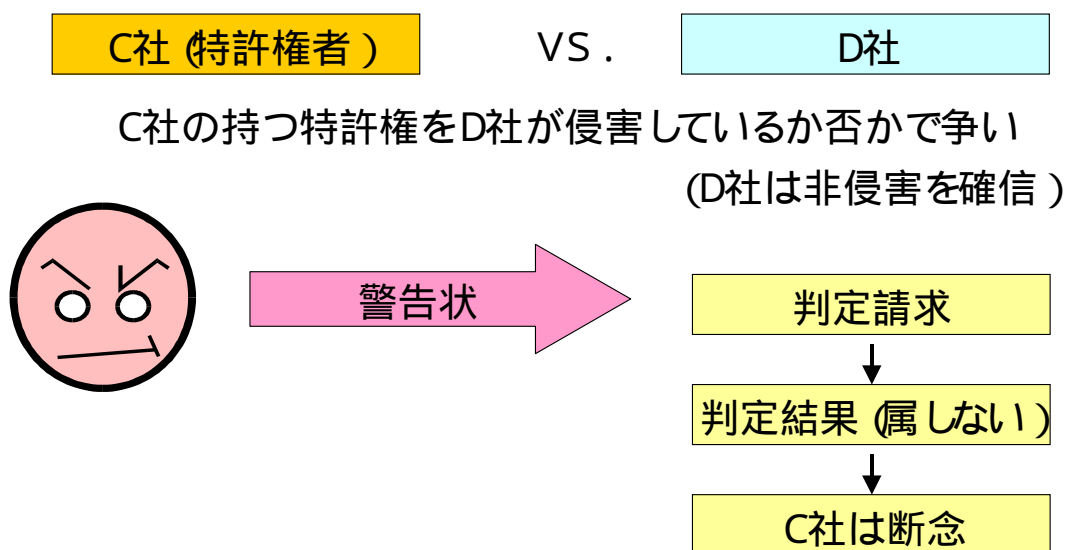 C社(特許権者)
VS.
D社
C社の持つ特許権をD社が侵害しているか否かで争い
(D社は非侵害を確信)
警告状
判定請求
判定結果(属しない)
C社は断念